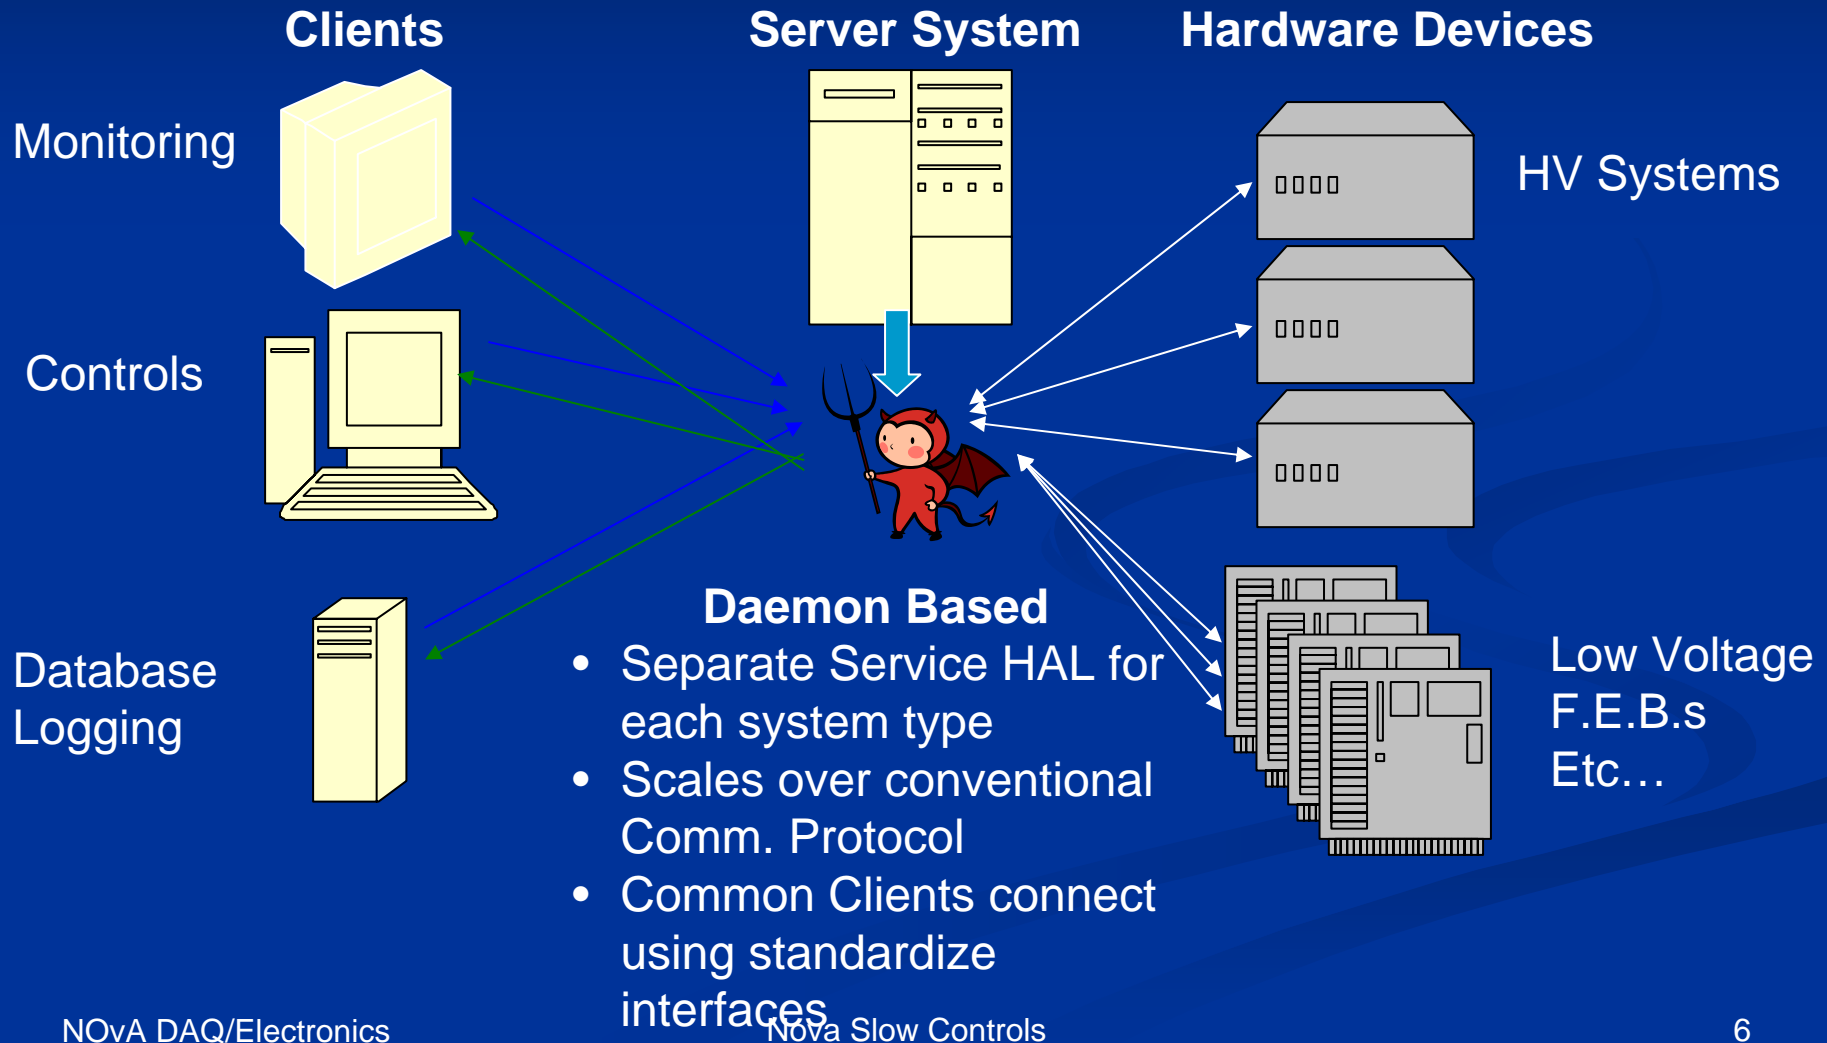 Clients
Server System
Hardware Devices
Monitoring
HV Systems
Controls
Database
Logging
Daemon Based
• Separate Service HAL for
each system type
• Scales over conventional
Comm. Protocol
• Common Clients connect
using standardize
interfaces
Low Voltage
F.E.B.s
Etc…
NOvA DAQ/Electronics
Nova Slow Controls
6